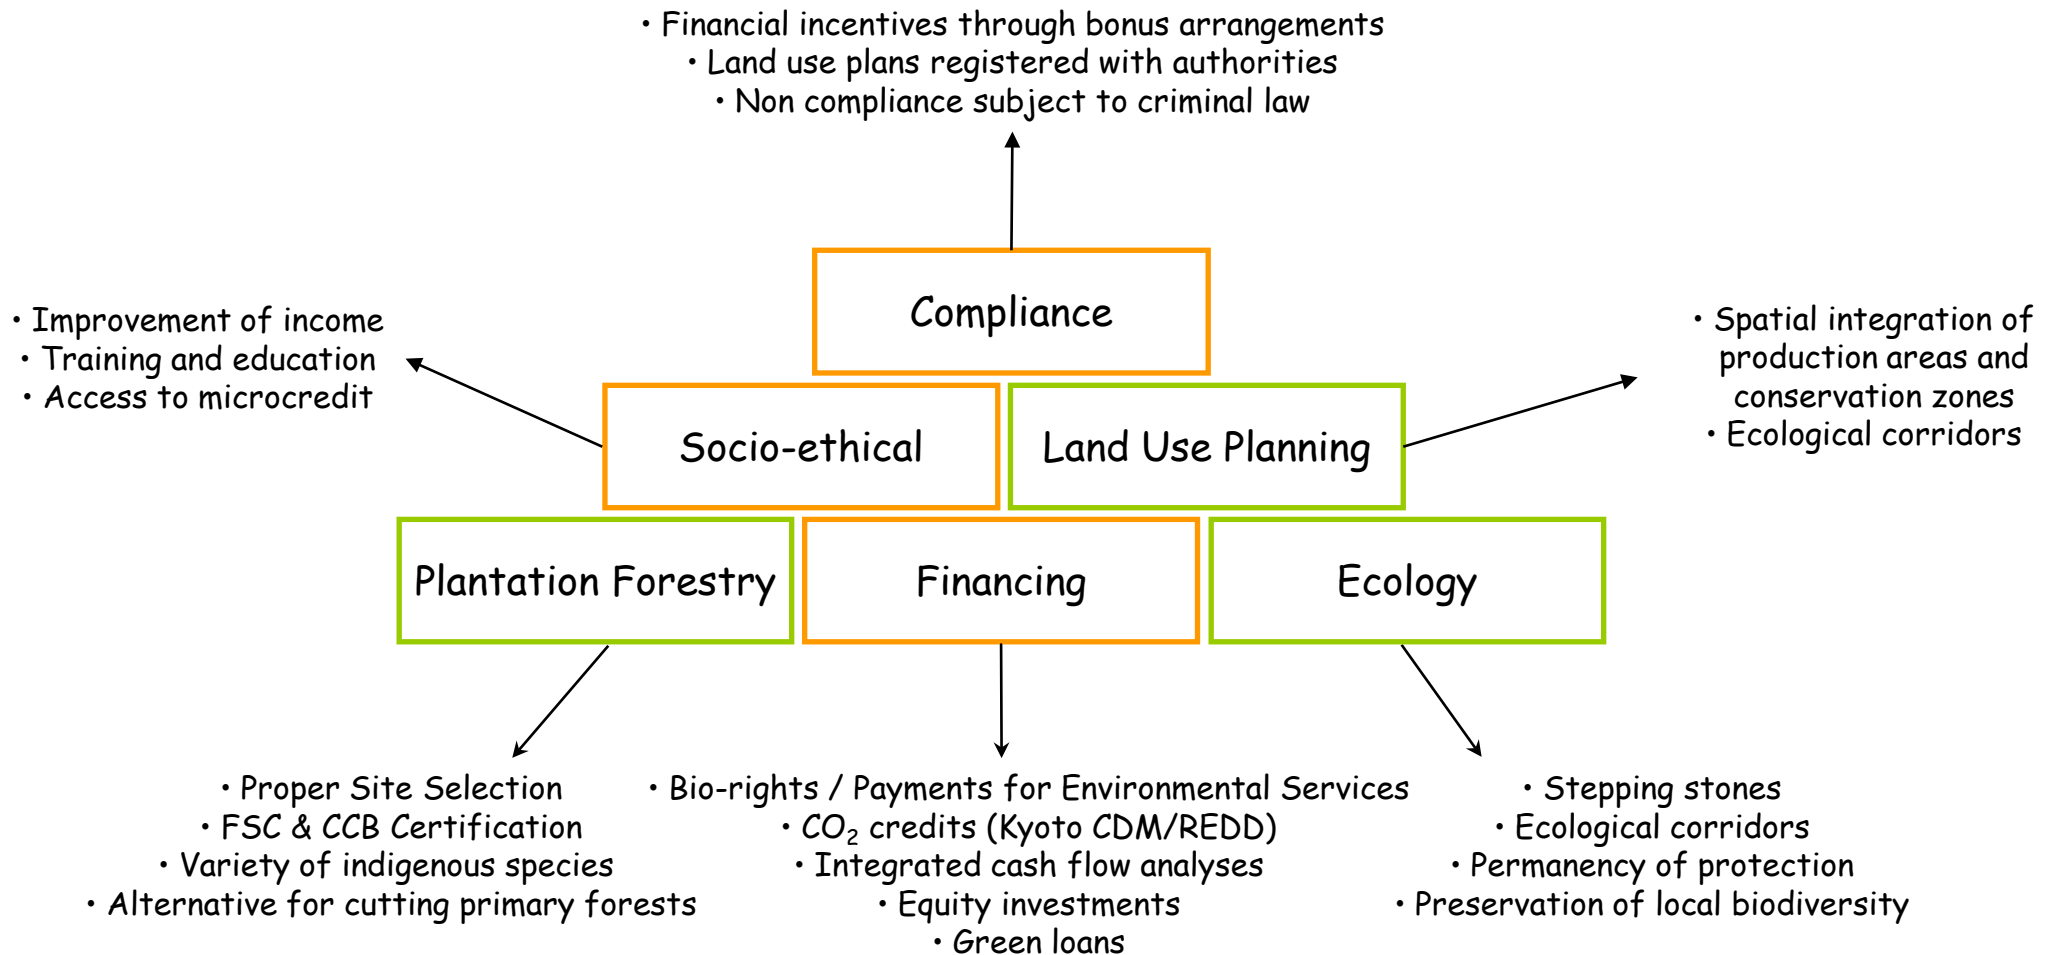 • Financial incentives through bonus arrangements
• Land use plans registered with authorities
• Non compliance subject to criminal law
Compliance
• Improvement of income
• Training and education
• Access to microcredit
• Spatial integration of
production areas and
conservation zones
• Ecological corridors
Socio-ethical
Land Use Planning
Plantation Forestry
Financing
Ecology
• Proper Site Selection
• FSC & CCB Certification
• Variety of indigenous species
• Alternative for cutting primary forests
• Bio-rights / Payments for Environmental Services
• CO₂ credits (Kyoto CDM/REDD)
• Integrated cash flow analyses
• Equity investments
• Green loans
• Stepping stones
• Ecological corridors
• Permanency of protection
• Preservation of local biodiversity